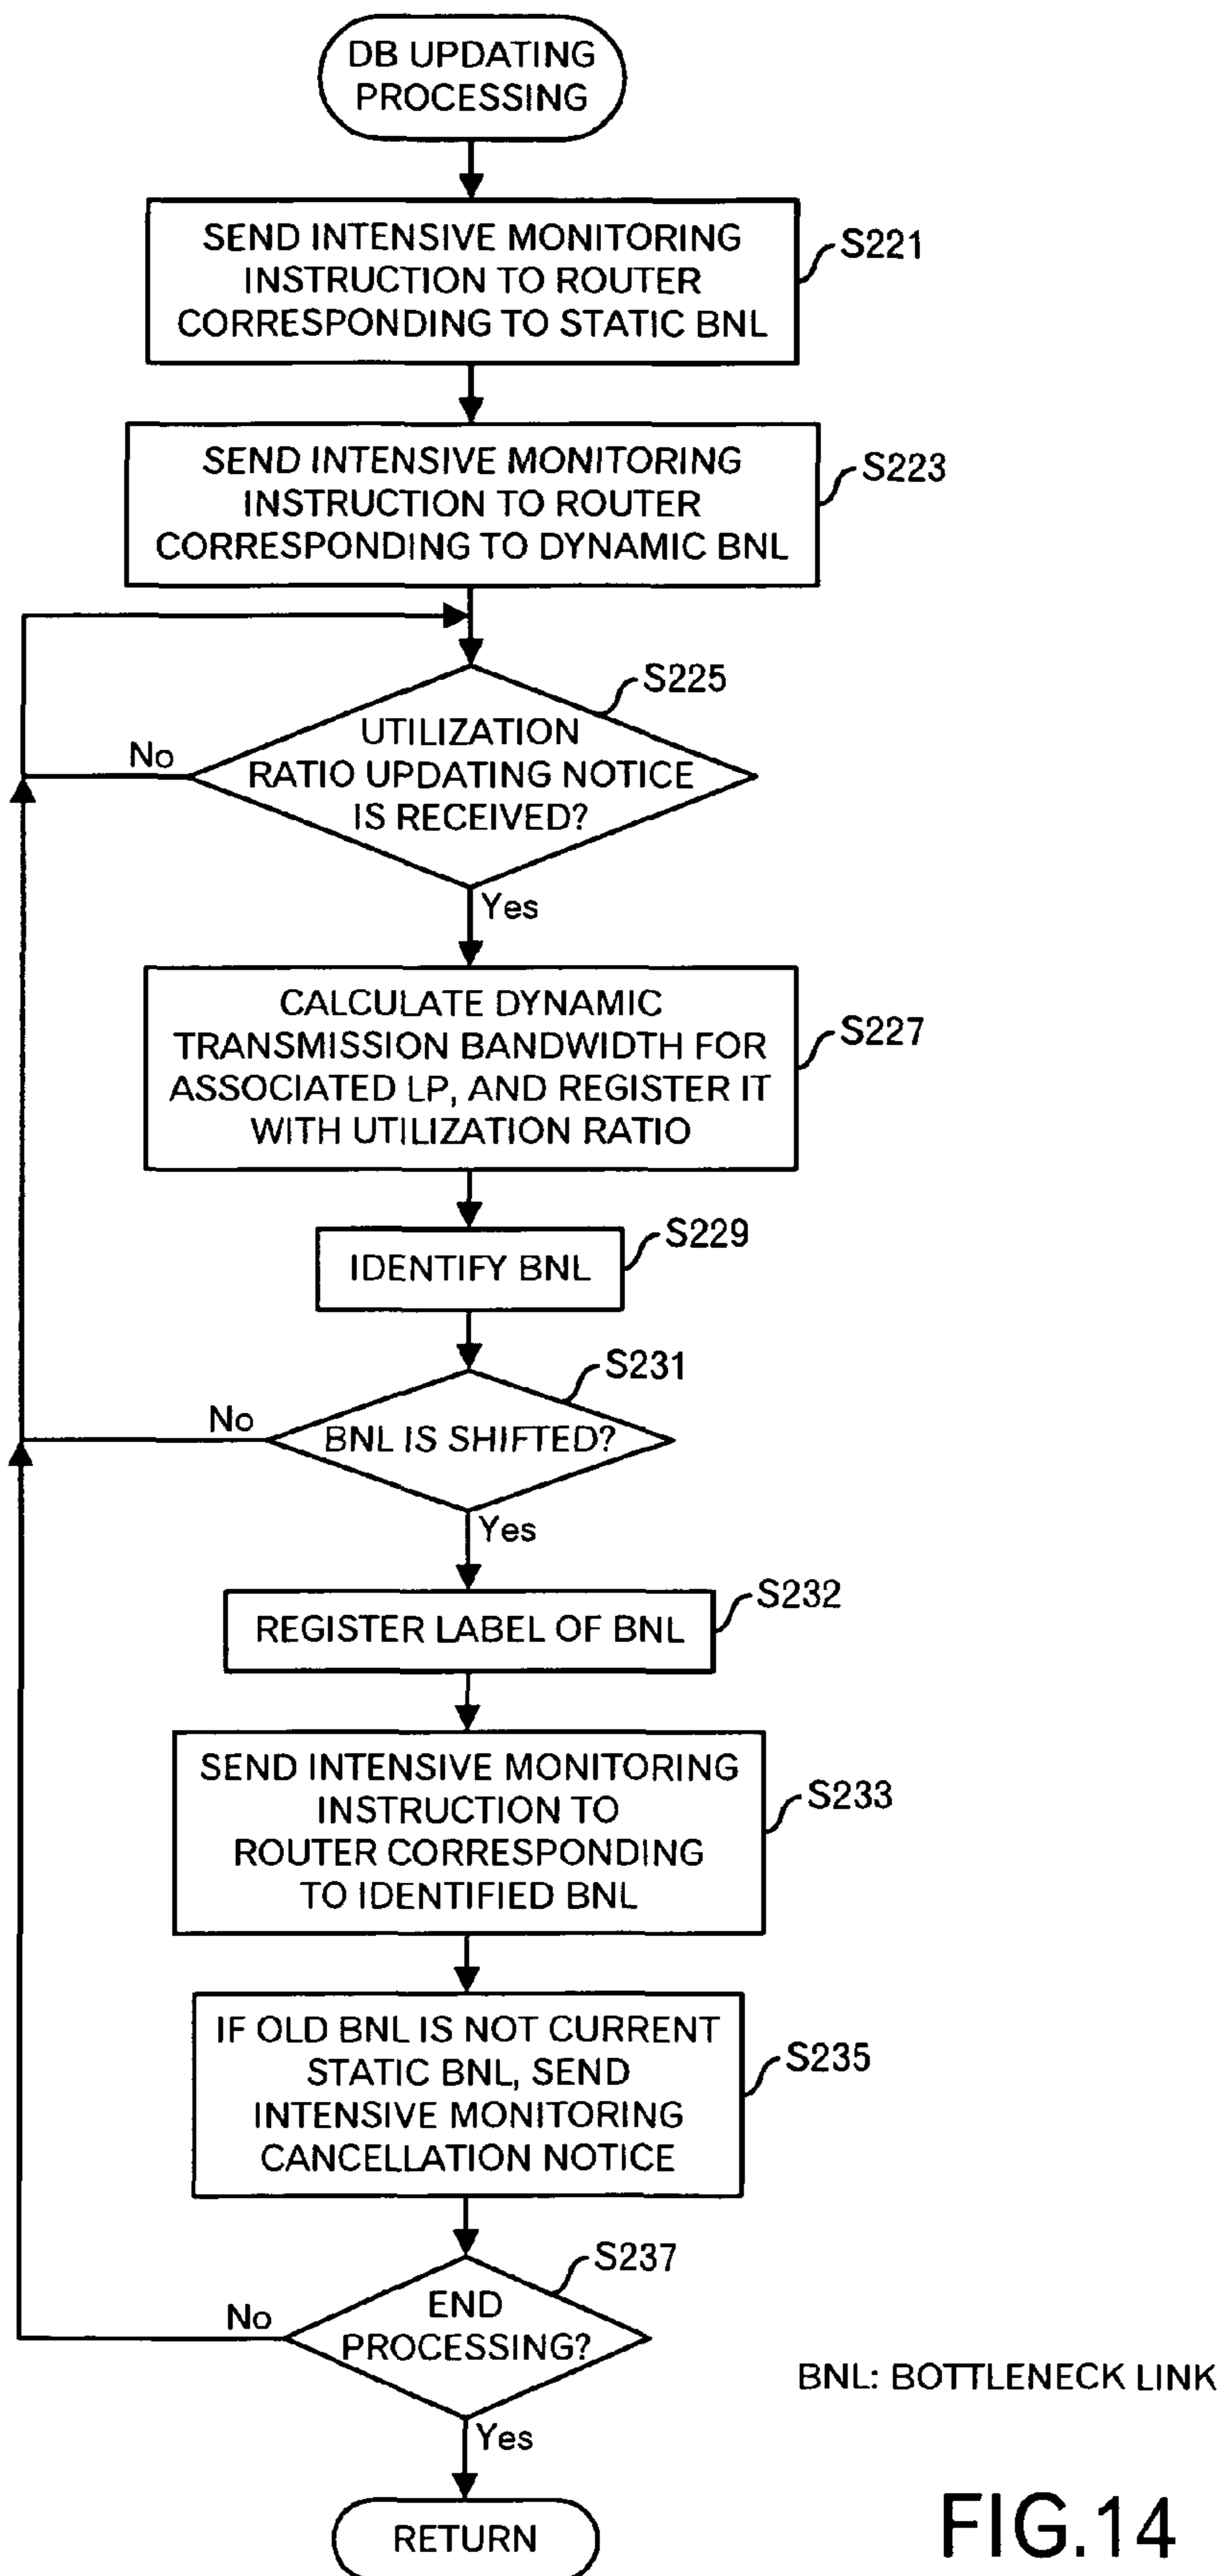 DB UPDATING
PROCESSING
SEND INTENSIVE MONITORING
INSTRUCTION TO ROUTER
CORRESPONDING TO STATIC BNL
S221
SEND INTENSIVE MONITORING
INSTRUCTION TO ROUTER
CORRESPONDING TO DYNAMIC BNL
S223
S225
UTILIZATION
RATIO UPDATING NOTICE
IS RECEIVED?
No
Yes
CALCULATE DYNAMIC
TRANSMISSION BANDWIDTH FOR
ASSOCIATED LP, AND REGISTER IT
WITH UTILIZATION RATIO
S227
IDENTIFY BNL
S229
S231
BNL IS SHIFTED?
No
Yes
REGISTER LABEL OF BNL
S232
SEND INTENSIVE MONITORING
INSTRUCTION TO
ROUTER CORRESPONDING
TO IDENTIFIED BNL
S233
IF OLD BNL IS NOT CURRENT
STATIC BNL, SEND
INTENSIVE MONITORING
CANCELLATION NOTICE
S235
S237
END
PROCESSING?
No
Yes
BNL: BOTTLENECK LINK
RETURN
FIG.14